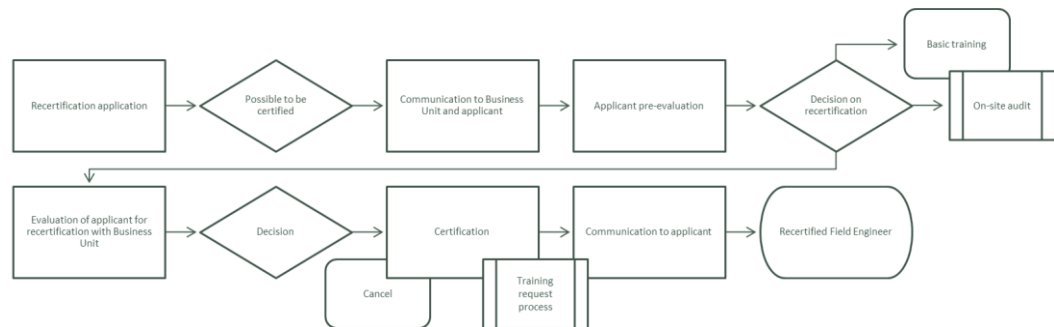 Basic training
Recertification application
Possible to be
certified
Communication to Business
Unit and applicant
Applicant pre-evaluation
Decision on
recertification
On-site audit
Evaluation of applicant for
recertification with Business
Unit
Decision
Certification
Communication to applicant
Recertified Field Engineer
Cancel
Training
request
process